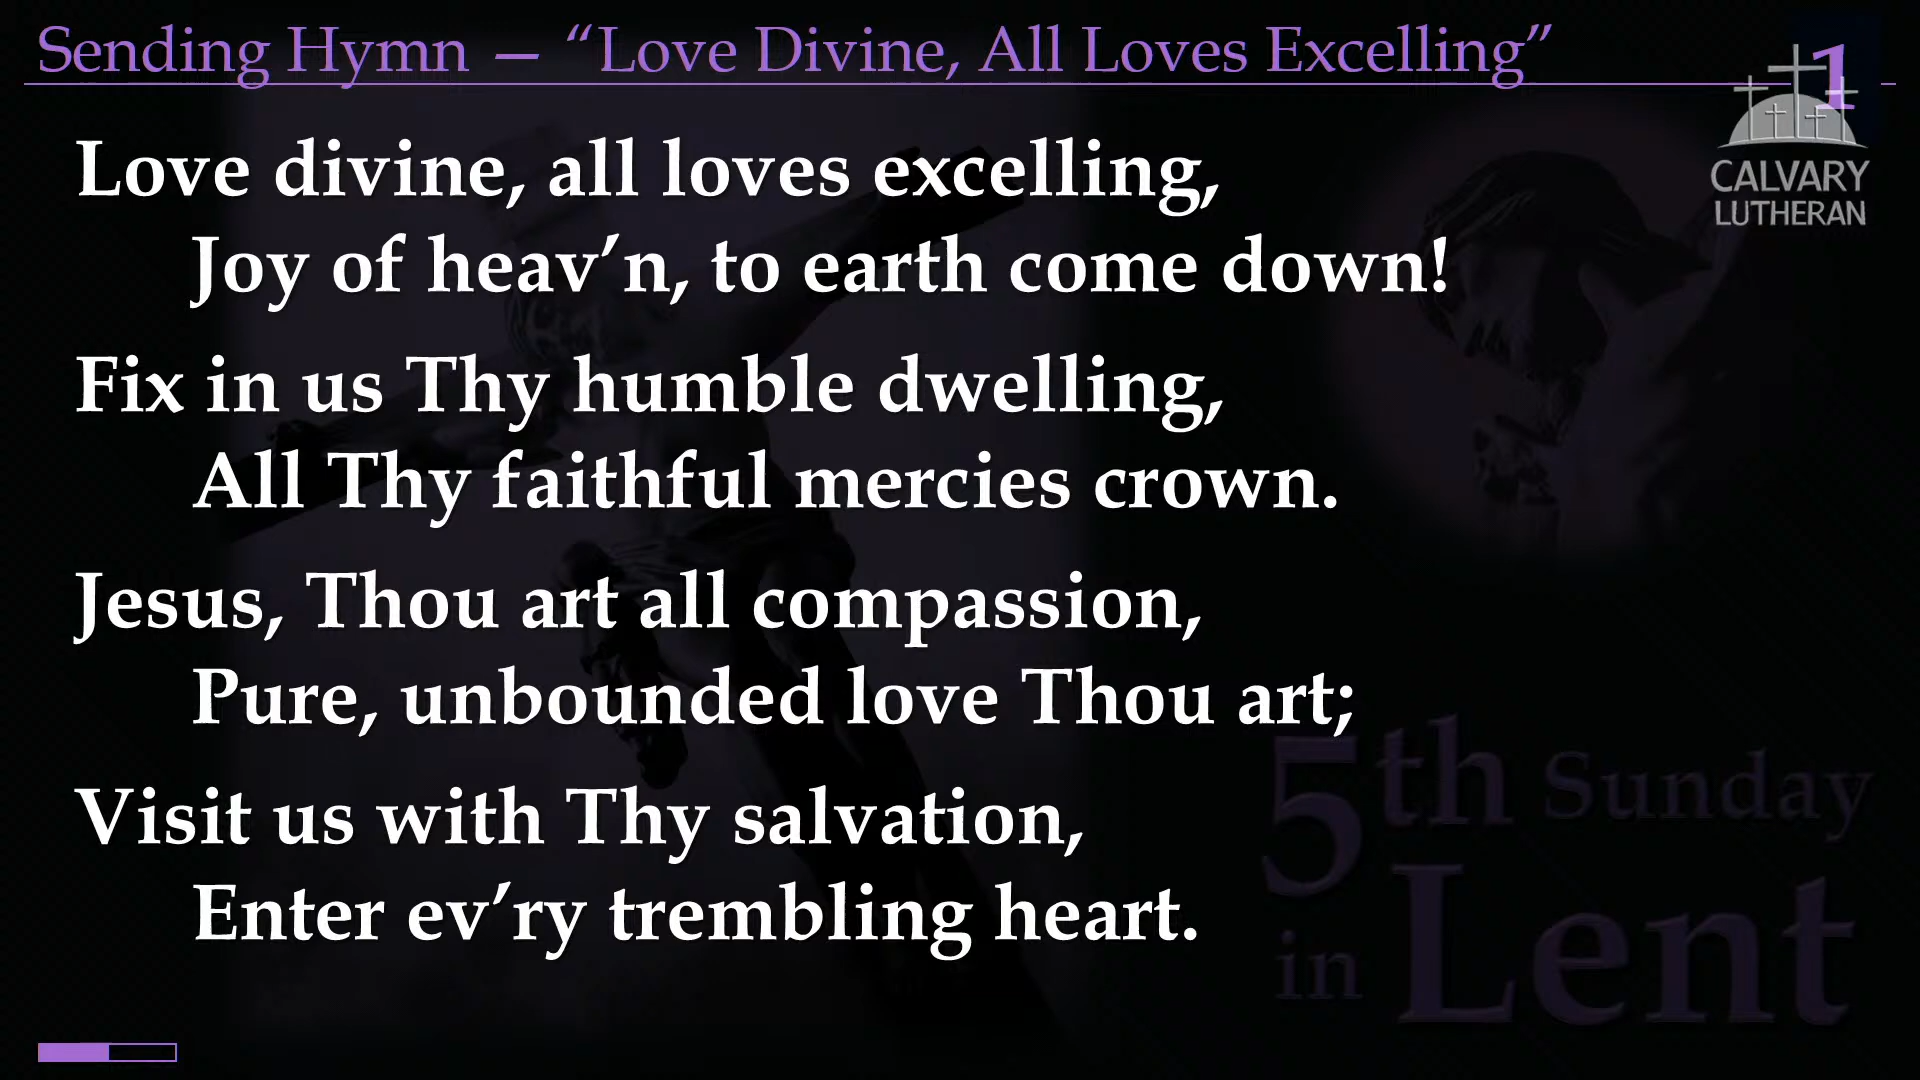 Sending Hymn — “Love Divine, All Loves Excelling”
1
CALVARY
LUTHERAN
Love divine, all loves excelling,
Joy of heav’n, to earth come down!
Fix in us Thy humble dwelling,
All Thy faithful mercies crown.
Jesus, Thou art all compassion,
Pure, unbounded love Thou art;
Visit us with Thy salvation,
Enter ev’ry trembling heart.
5th Sunday
in Lent